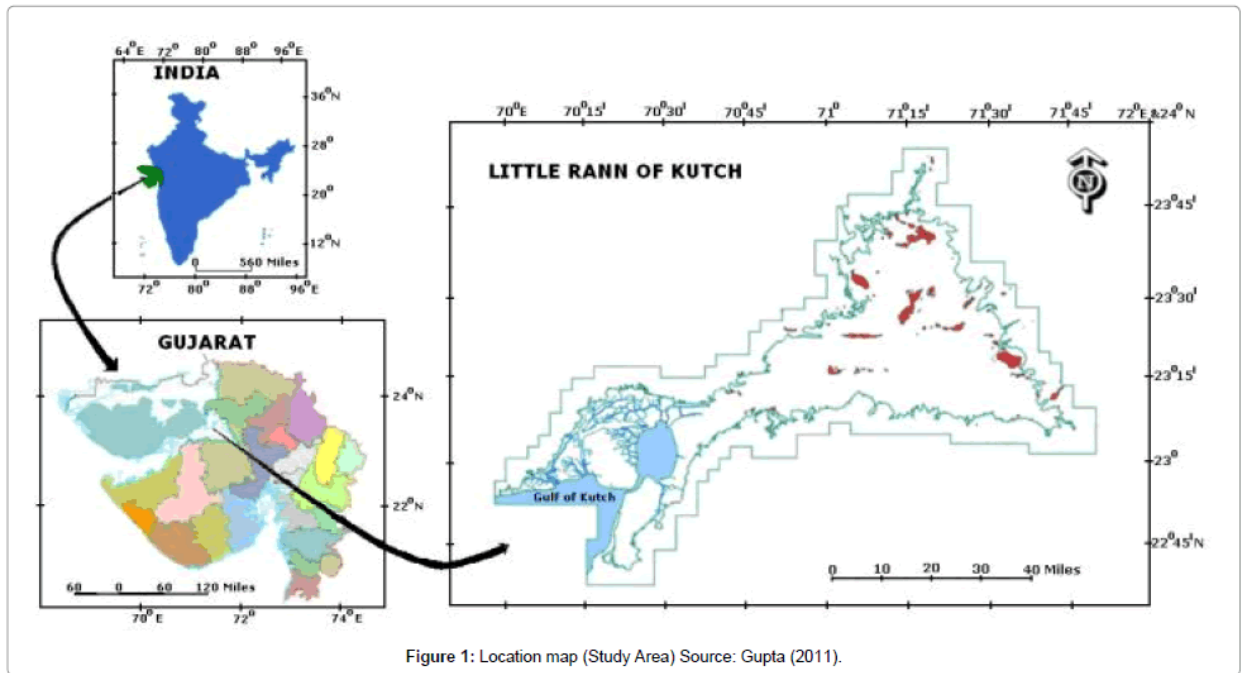 64°E 72° 80° 88° 96°E
INDIA
36°N
28°
20°
12°N
0 560 Miles
72° 80° 88° 96°E
GUJARAT
24°N
22°N
60 0 60 120 Miles
70°E 72° 74°E
70°E 70°15' 70°30' 70°45' 71° 71°15' 71°30' 71°45' 72°E &24°N
LITTLE RANN OF KUTCH
N
23°45'
23°30'
23°15'
23°
22°45'N
Gulf of Kutch
0 10 20 30 40 Miles
Figure 1: Location map (Study Area) Source: Gupta (2011).